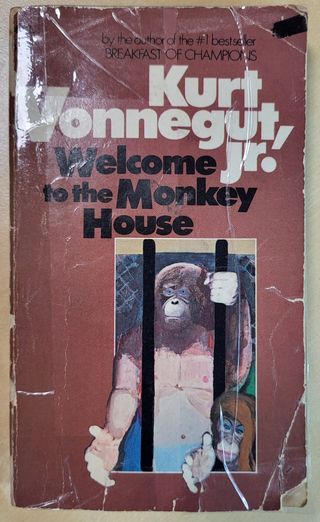 by the author of the #1 bestseller
BREAKFAST OF CHAMPIONS
Kurt
Vonnegut,
Jr.!
Welcome
to the Monkey
House